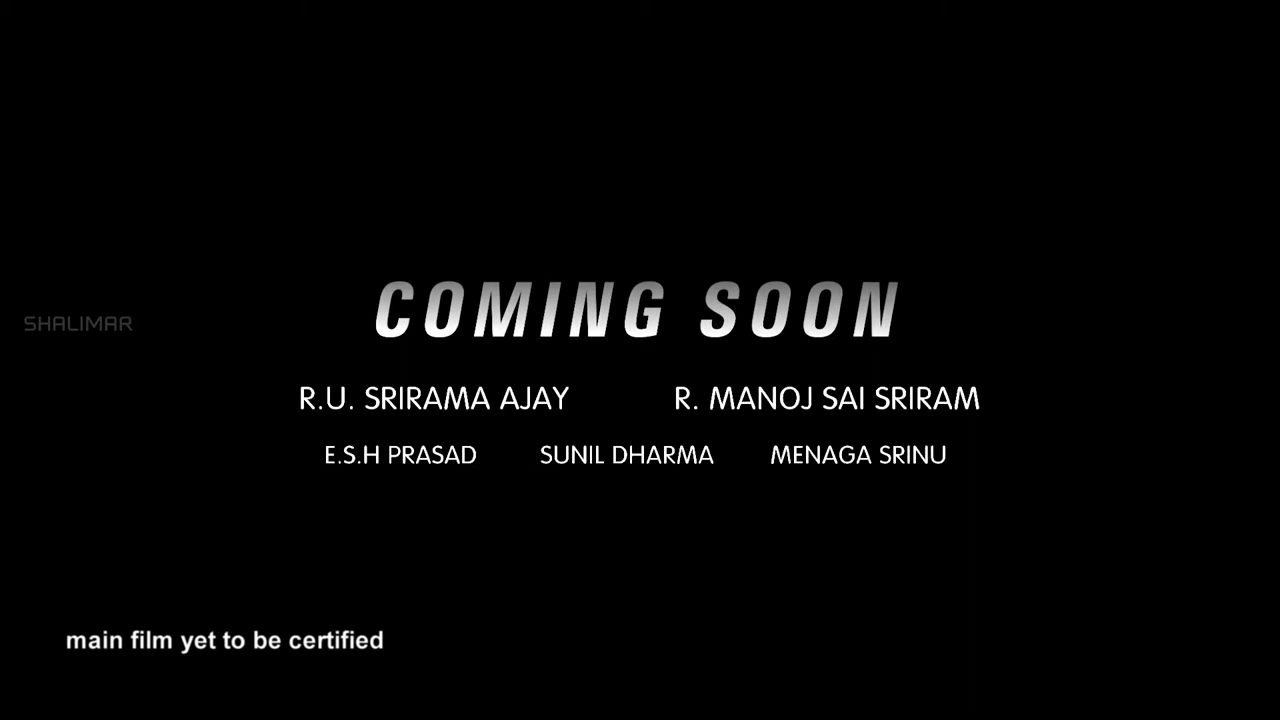 COMING SOON
SHALIMAR
R.U. SRIRAMA AJAY R. MANOJ SAI SRIRAM
E.S.H PRASAD SUNIL DHARMA MENAGA SRINU
main film yet to be certified